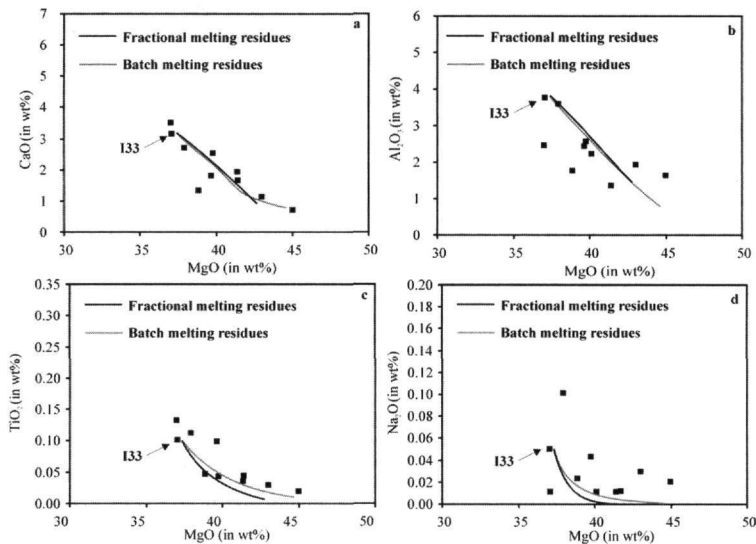 a
Fractional melting residues
Batch melting residues
I33
CaO (in wt%)
7
6
5
4
3
2
1
0
30
35
40
45
50
MgO (in wt%)
b
Fractional melting residues
Batch melting residues
I33
Al₂O₃ (in wt%)
6
5
4
3
2
1
0
30
35
40
45
50
MgO (in wt%)
c
Fractional melting residues
Batch melting residues
I33
TiO₂ (in wt%)
0.35
0.30
0.25
0.20
0.15
0.10
0.05
0.00
30
35
40
45
50
MgO (in wt%)
d
Fractional melting residues
Batch melting residues
I33
Na₂O (in wt%)
0.20
0.18
0.16
0.14
0.12
0.10
0.08
0.06
0.04
0.02
0.00
30
35
40
45
50
MgO (in wt%)